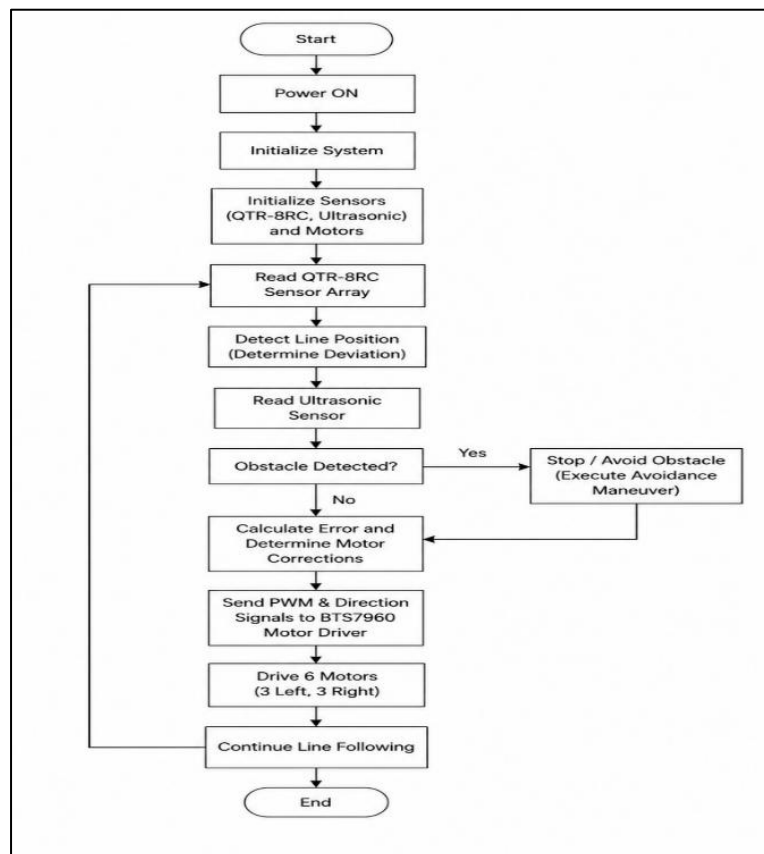 Start
Power ON
Initialize System
Initialize Sensors
(QTR-8RC, Ultrasonic)
and Motors
Read QTR-8RC
Sensor Array
Detect Line Position
(Determine Deviation)
Read Ultrasonic
Sensor
Obstacle Detected?
Yes
Stop / Avoid Obstacle
(Execute Avoidance
Maneuver)
No
Calculate Error and
Determine Motor
Corrections
Send PWM & Direction
Signals to BTS7960
Motor Driver
Drive 6 Motors
(3 Left, 3 Right)
Continue Line Following
End